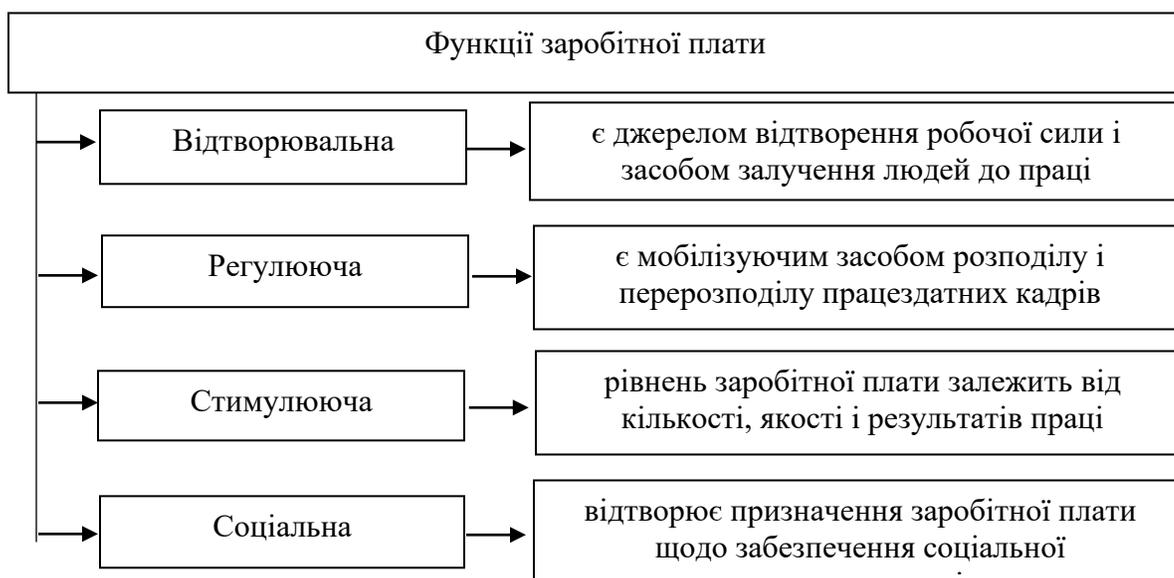 Функції заробітної плати
Відтворювальна
є джерелом відтворення робочої сили і
засобом залучення людей до праці
Регулююча
є мобілізуючим засобом розподілу і
перерозподілу працездатних кадрів
Стимулююча
рівнень заробітної плати залежить від
кількості, якості і результатів праці
Соціальна
відтворює призначення заробітної плати
щодо забезпечення соціальної